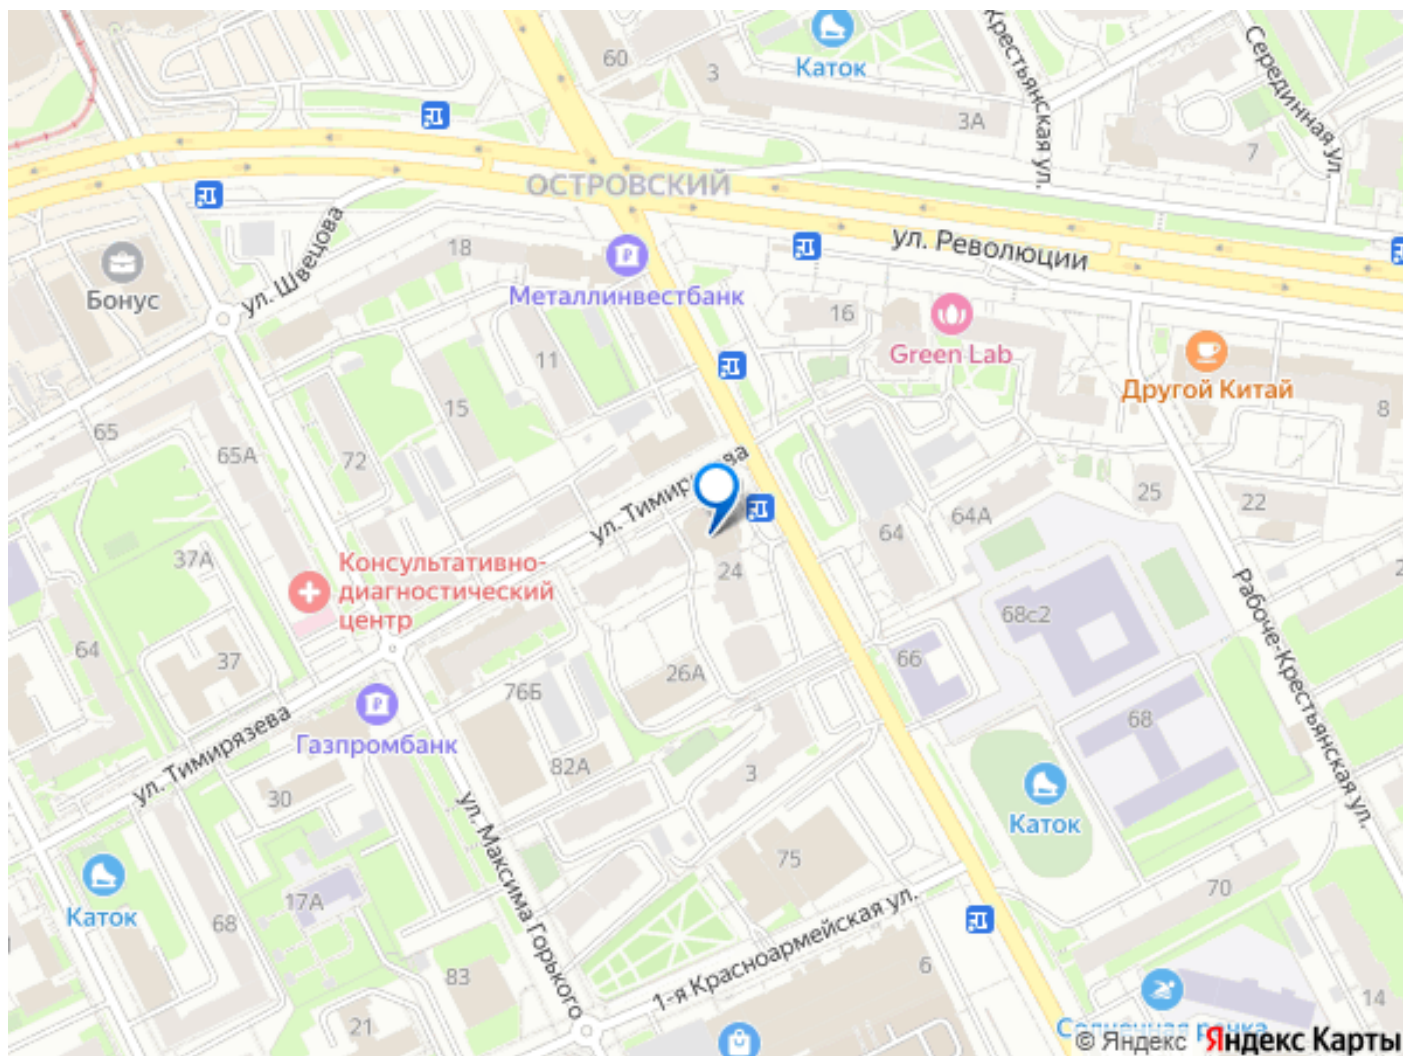 60
3
Каток
Крестьянская ул.
Серединная ул.
3А
7
ОСТРОВСКИЙ
ул. Революции
ул. Швецова
18
Бонус
Металлинвестбанк
16
Green Lab
11
Другой Китай
8
15
65
65А
72
ул. Тимирязева
25
22
64
64А
37А
Консультативно-
диагностический
центр
24
68с2
Рабоче-Крестьянская ул.
2
64
37
66
26А
76Б
68
Газпромбанк
ул. Тимирязева
82А
3
30
ул. Максима Горького
Каток
75
70
Каток
17А
68
1-я Красноармейская ул.
83
6
21
14
Солнечная речка
© Яндекс Яндекс Карты